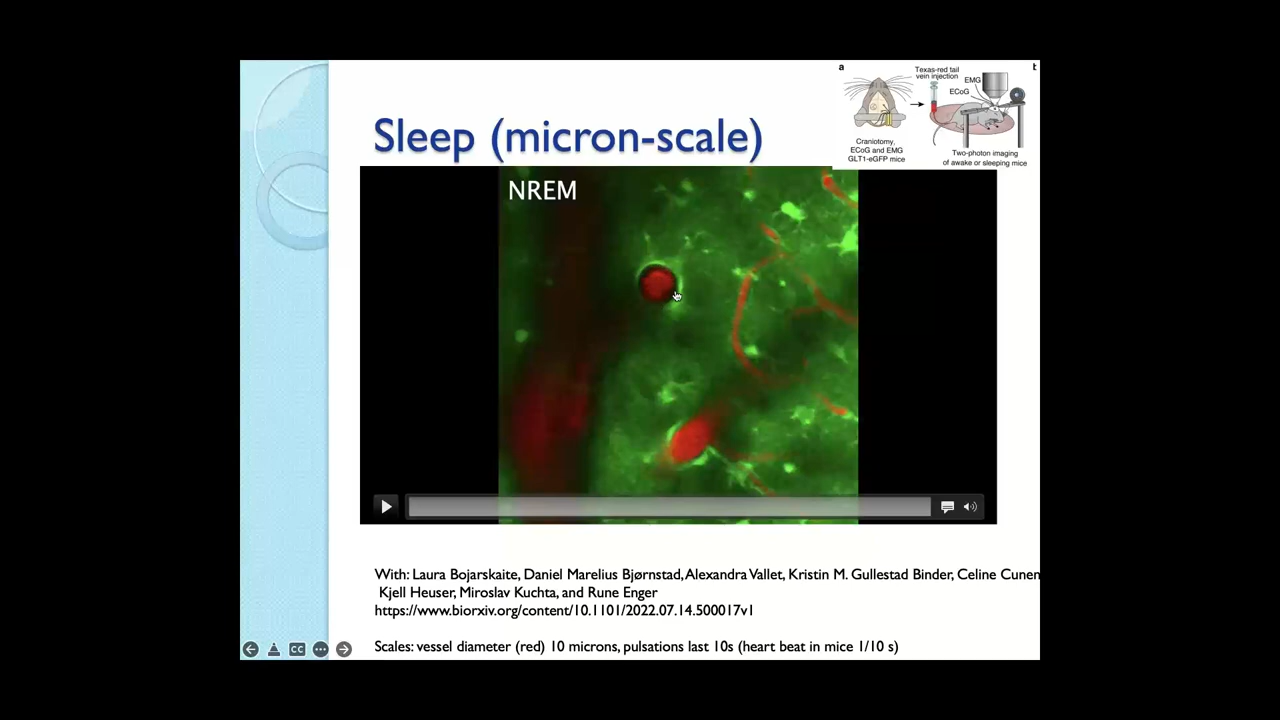 a
b
Texas-red tail
vein injection
EMG
ECoG
Craniotomy,
ECoG and EMG
GLT1-eGFP mice
Two-photon imaging
of awake or sleeping mice
Sleep (micron-scale)
NREM
With: Laura Bojarskaite, Daniel Marelius Bjørnstad, Alexandra Vallet, Kristin M. Gullestad Binder, Celine Cunen
Kjell Heuser, Miroslav Kuchta, and Rune Enger
https://www.biorxiv.org/content/10.1101/2022.07.14.500017v1
Scales: vessel diameter (red) 10 microns, pulsations last 10s (heart beat in mice 1/10 s)
CC